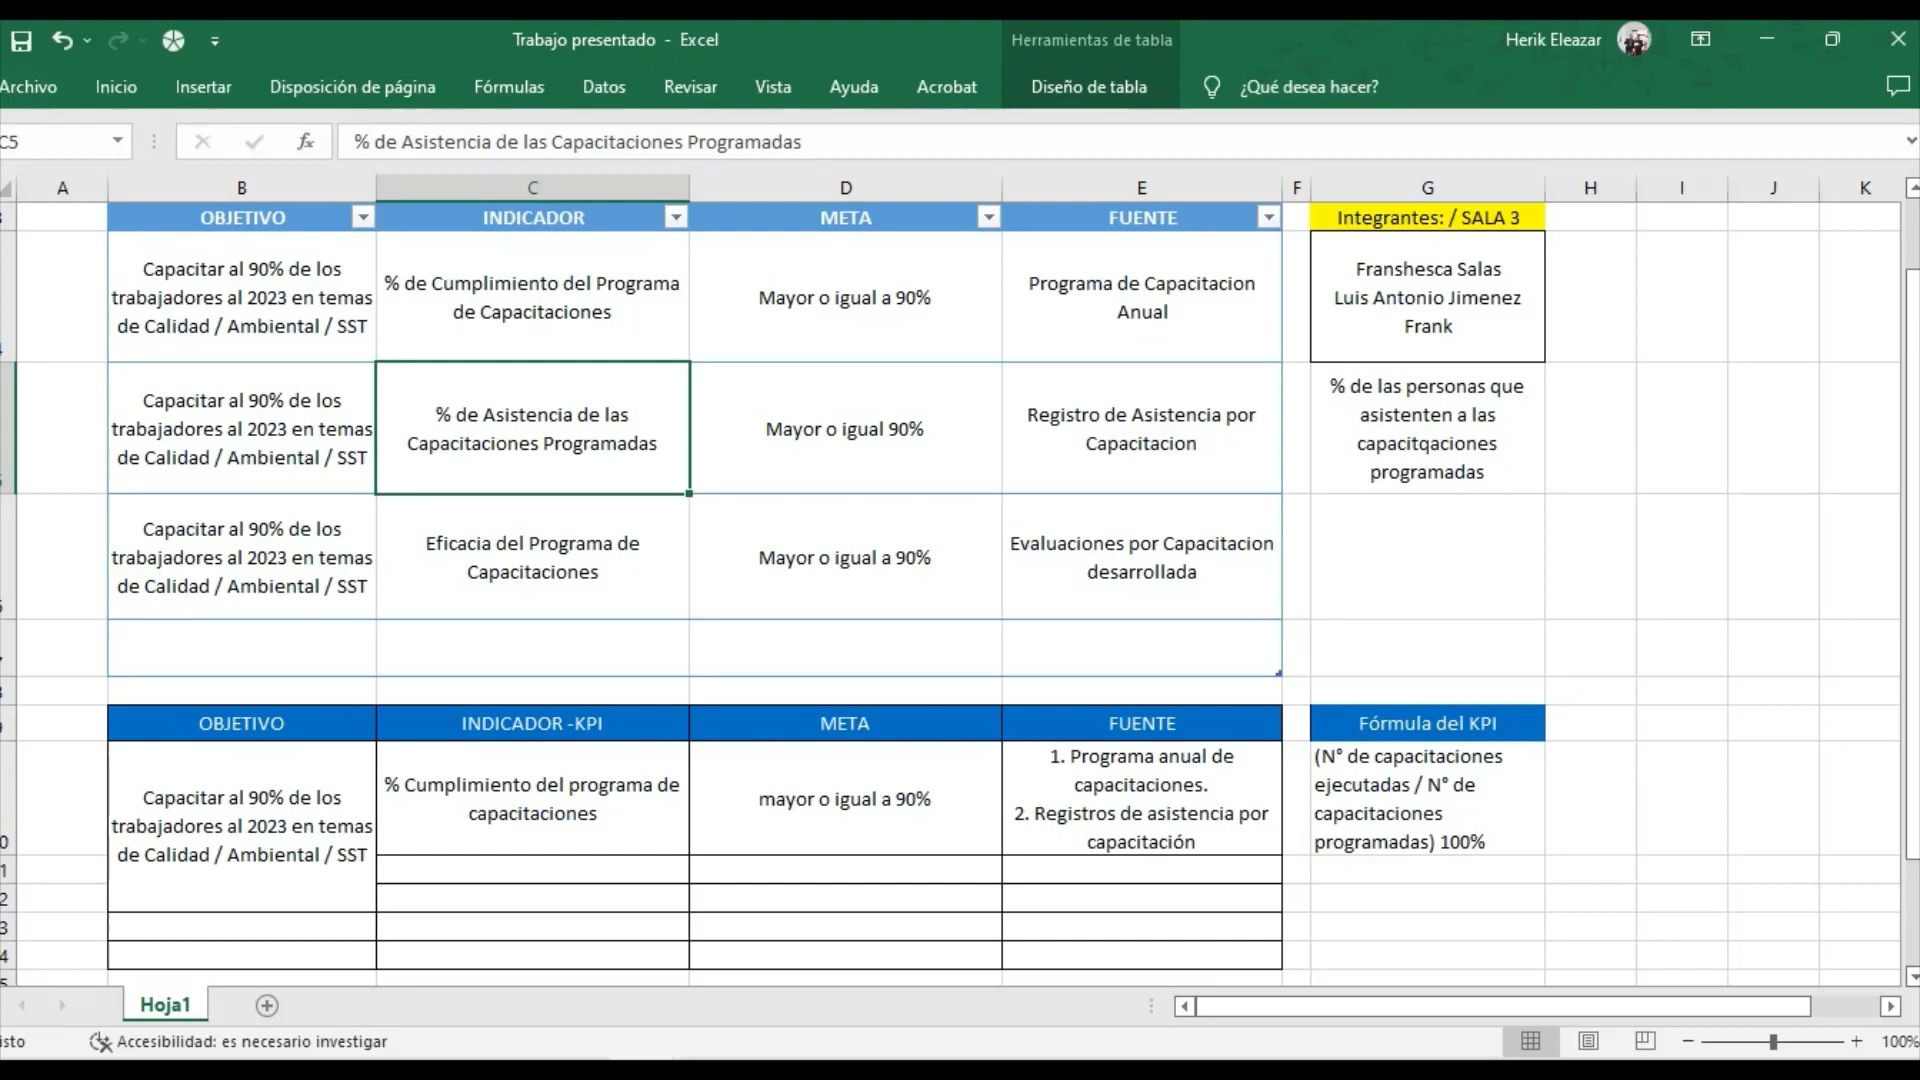 Trabajo presentado - Excel
Herramientas de tabla
Herik Eleazar
Archivo
Inicio
Insertar
Disposición de página
Fórmulas
Datos
Revisar
Vista
Ayuda
Acrobat
Diseño de tabla
¿Qué desea hacer?
C5
fx
% de Asistencia de las Capacitaciones Programadas
A
B
C
D
E
F
G
H
I
J
K
OBJETIVO
INDICADOR
META
FUENTE
Integrantes: / SALA 3
Capacitar al 90% de los
trabajadores al 2023 en temas
de Calidad / Ambiental / SST
% de Cumplimiento del Programa
de Capacitaciones
Mayor o igual a 90%
Programa de Capacitacion
Anual
Franshesca Salas
Luis Antonio Jimenez
Frank
Capacitar al 90% de los
trabajadores al 2023 en temas
de Calidad / Ambiental / SST
% de Asistencia de las
Capacitaciones Programadas
Mayor o igual 90%
Registro de Asistencia por
Capacitacion
% de las personas que
asistenten a las
capacitqaciones
programadas
Capacitar al 90% de los
trabajadores al 2023 en temas
de Calidad / Ambiental / SST
Eficacia del Programa de
Capacitaciones
Mayor o igual a 90%
Evaluaciones por Capacitacion
desarrollada
OBJETIVO
INDICADOR -KPI
META
FUENTE
Fórmula del KPI
Capacitar al 90% de los
trabajadores al 2023 en temas
de Calidad / Ambiental / SST
% Cumplimiento del programa de
capacitaciones
mayor o igual a 90%
1. Programa anual de
capacitaciones.
2. Registros de asistencia por
capacitación
(N° de capacitaciones
ejecutadas / N° de
capacitaciones
programadas) 100%
Hoja1
Accesibilidad: es necesario investigar
100%